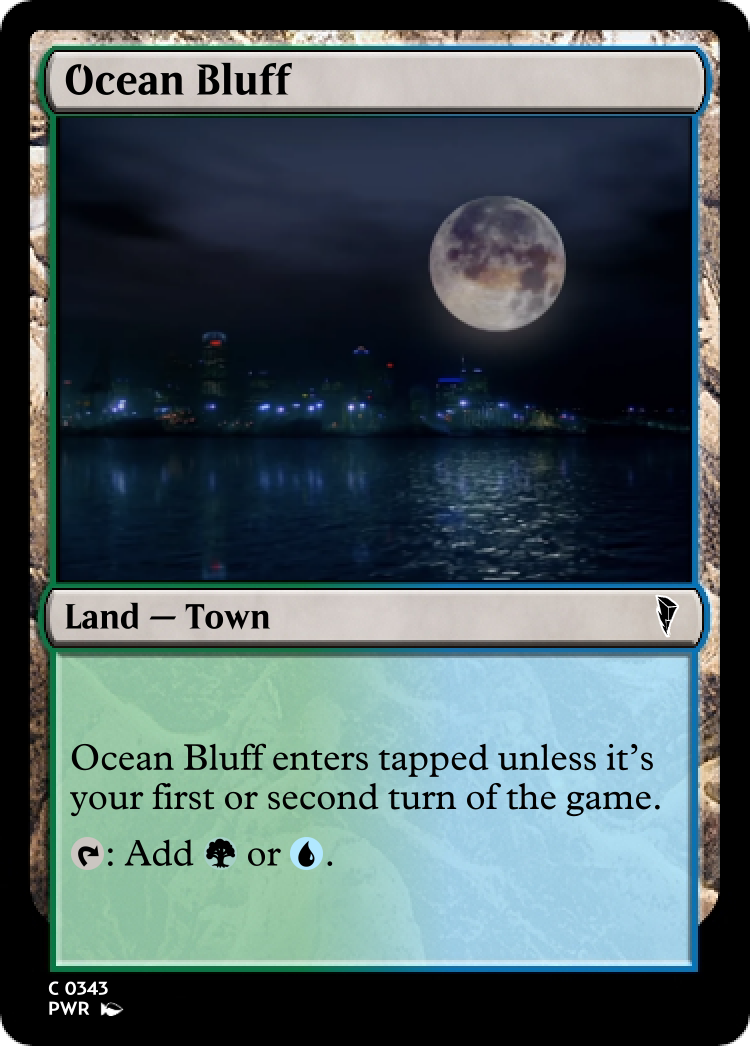 Ocean Bluff
Land — Town
Ocean Bluff enters tapped unless it's
your first or second turn of the game.
: Add or .
C 0343
PWR